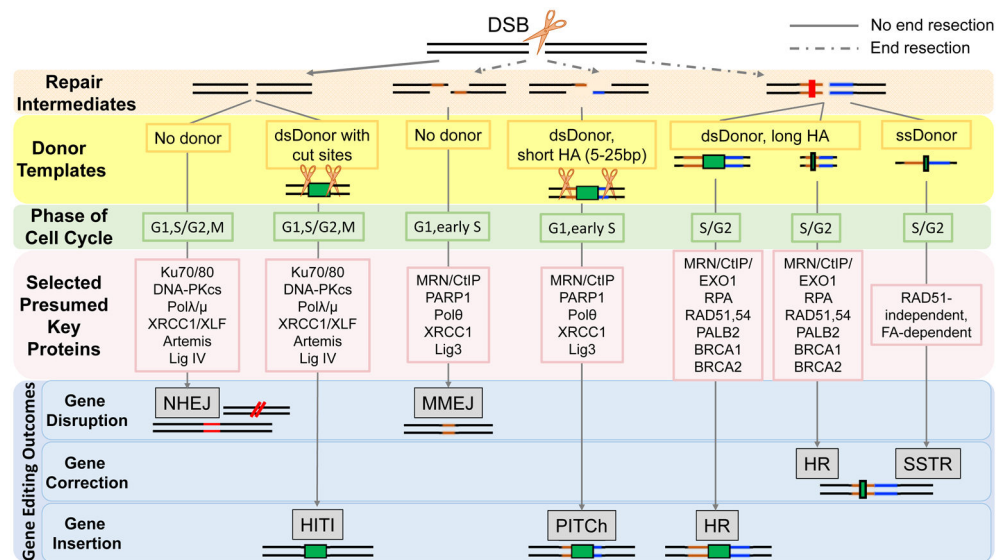 DSB
No end resection
End resection
Repair
Intermediates
Donor
Templates
No donor
dsDonor with
cut sites
No donor
dsDonor,
short HA (5-25bp)
dsDonor, long HA
ssDonor
Phase of
Cell Cycle
G1,S/G2,M
G1,S/G2,M
G1,early S
G1,early S
S/G2
S/G2
S/G2
Selected
Presumed
Key
Proteins
Ku70/80
DNA-PKcs
Polλ/μ
XRCC1/XLF
Artemis
Lig IV
Ku70/80
DNA-PKcs
Polλ/μ
XRCC1/XLF
Artemis
Lig IV
MRN/CtIP
PARP1
Polθ
XRCC1
Lig3
MRN/CtIP
PARP1
Polθ
XRCC1
Lig3
MRN/CtIP/
EXO1
RPA
RAD51,54
PALB2
BRCA1
BRCA2
MRN/CtIP/
EXO1
RPA
RAD51,54
PALB2
BRCA1
BRCA2
RAD51-
independent,
FA-dependent
Gene Editing Outcomes
Gene
Disruption
NHEJ
MMEJ
Gene
Correction
HR
SSTR
Gene
Insertion
HITI
PITCh
HR